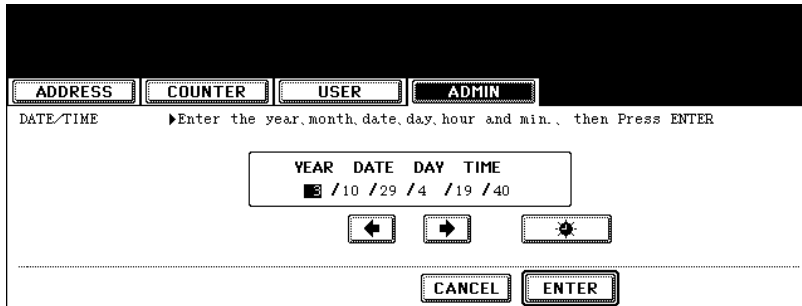 ADDRESS COUNTER USER ADMIN
DATE/TIME ▶Enter the year,month,date,day,hour and min., then Press ENTER
YEAR DATE DAY TIME
3 /10 /29 /4 /19 /40
CANCEL ENTER